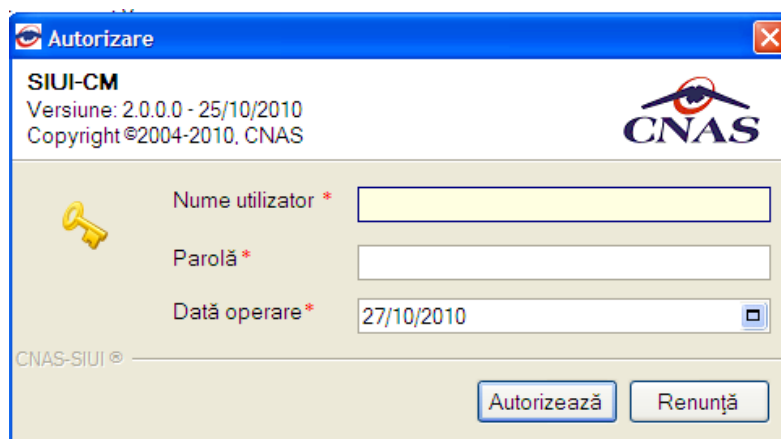 Autorizare
SIUI-CM
Versiune: 2.0.0.0 - 25/10/2010
Copyright ©2004-2010, CNAS
CNAS
Nume utilizator *
Parolă *
Dată operare * 27/10/2010
CNAS-SIUI ®
Autorizează Renunţă